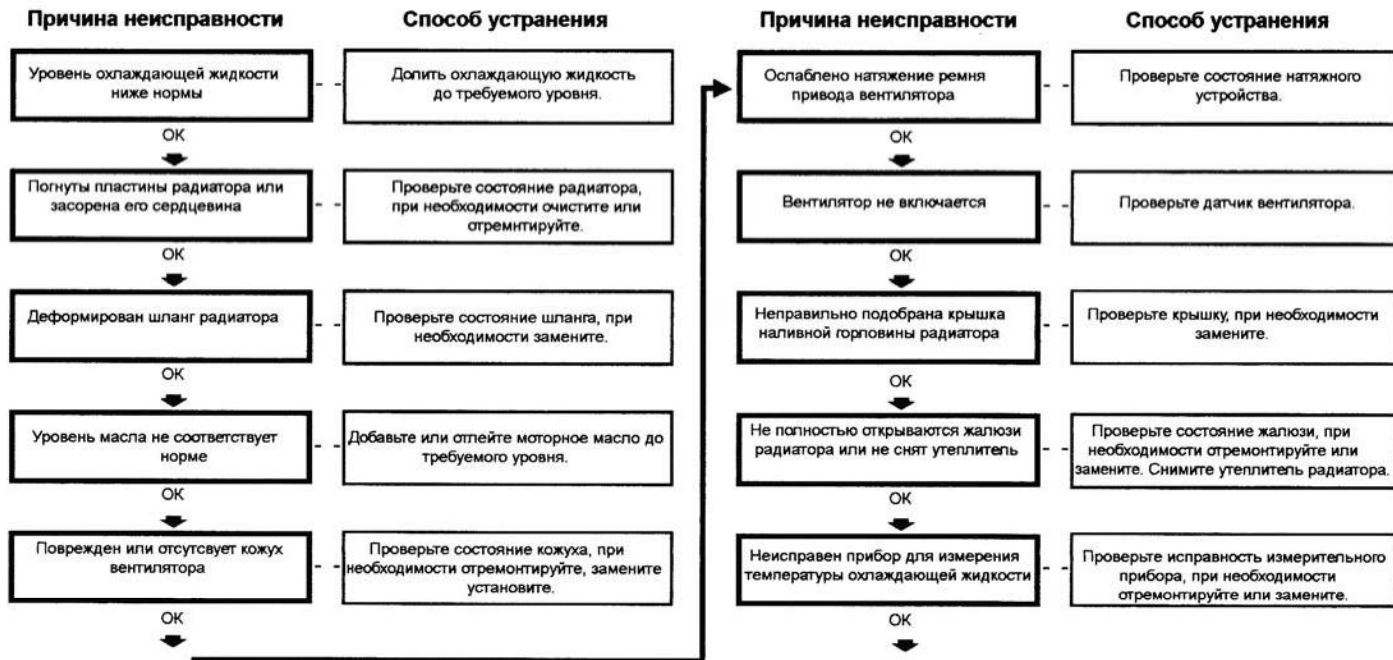 Причина неисправности
Способ устранения
Уровень охлаждающей жидкости
ниже нормы
Долить охлаждающую жидкость
до требуемого уровня.
ОК
Погнуты пластины радиатора или
засорена его сердцевина
Проверьте состояние радиатора,
при необходимости очистите или
отремнтируйте.
ОК
Деформирован шланг радиатора
Проверьте состояние шланга, при
необходимости замените.
ОК
Уровень масла не соответствует
норме
Добавьте или отлейте моторное масло до
требуемого уровня.
ОК
Поврежден или отсутсвует кожух
вентилятора
Проверьте состояние кожуха, при
необходимости отремонтируйте, замените
установите.
ОК
Причина неисправности
Способ устранения
Ослаблено натяжение ремня
привода вентилятора
Проверьте состояние натяжного
устройства.
ОК
Вентилятор не включается
Проверьте датчик вентилятора.
ОК
Неправильно подобрана крышка
наливной горловины радиатора
Проверьте крышку, при необходимости
замените.
ОК
Не полностью открываются жалюзи
радиатора или не снят утеплитель
Проверьте состояние жалюзи, при
необходимости отремонтируйте или
замените. Снимите утеплитель радиатора.
ОК
Неисправен прибор для измерения
температуры охлаждающей жидкости
Проверьте исправность измерительного
прибора, при необходимости
отремонтируйте или замените.
ОК